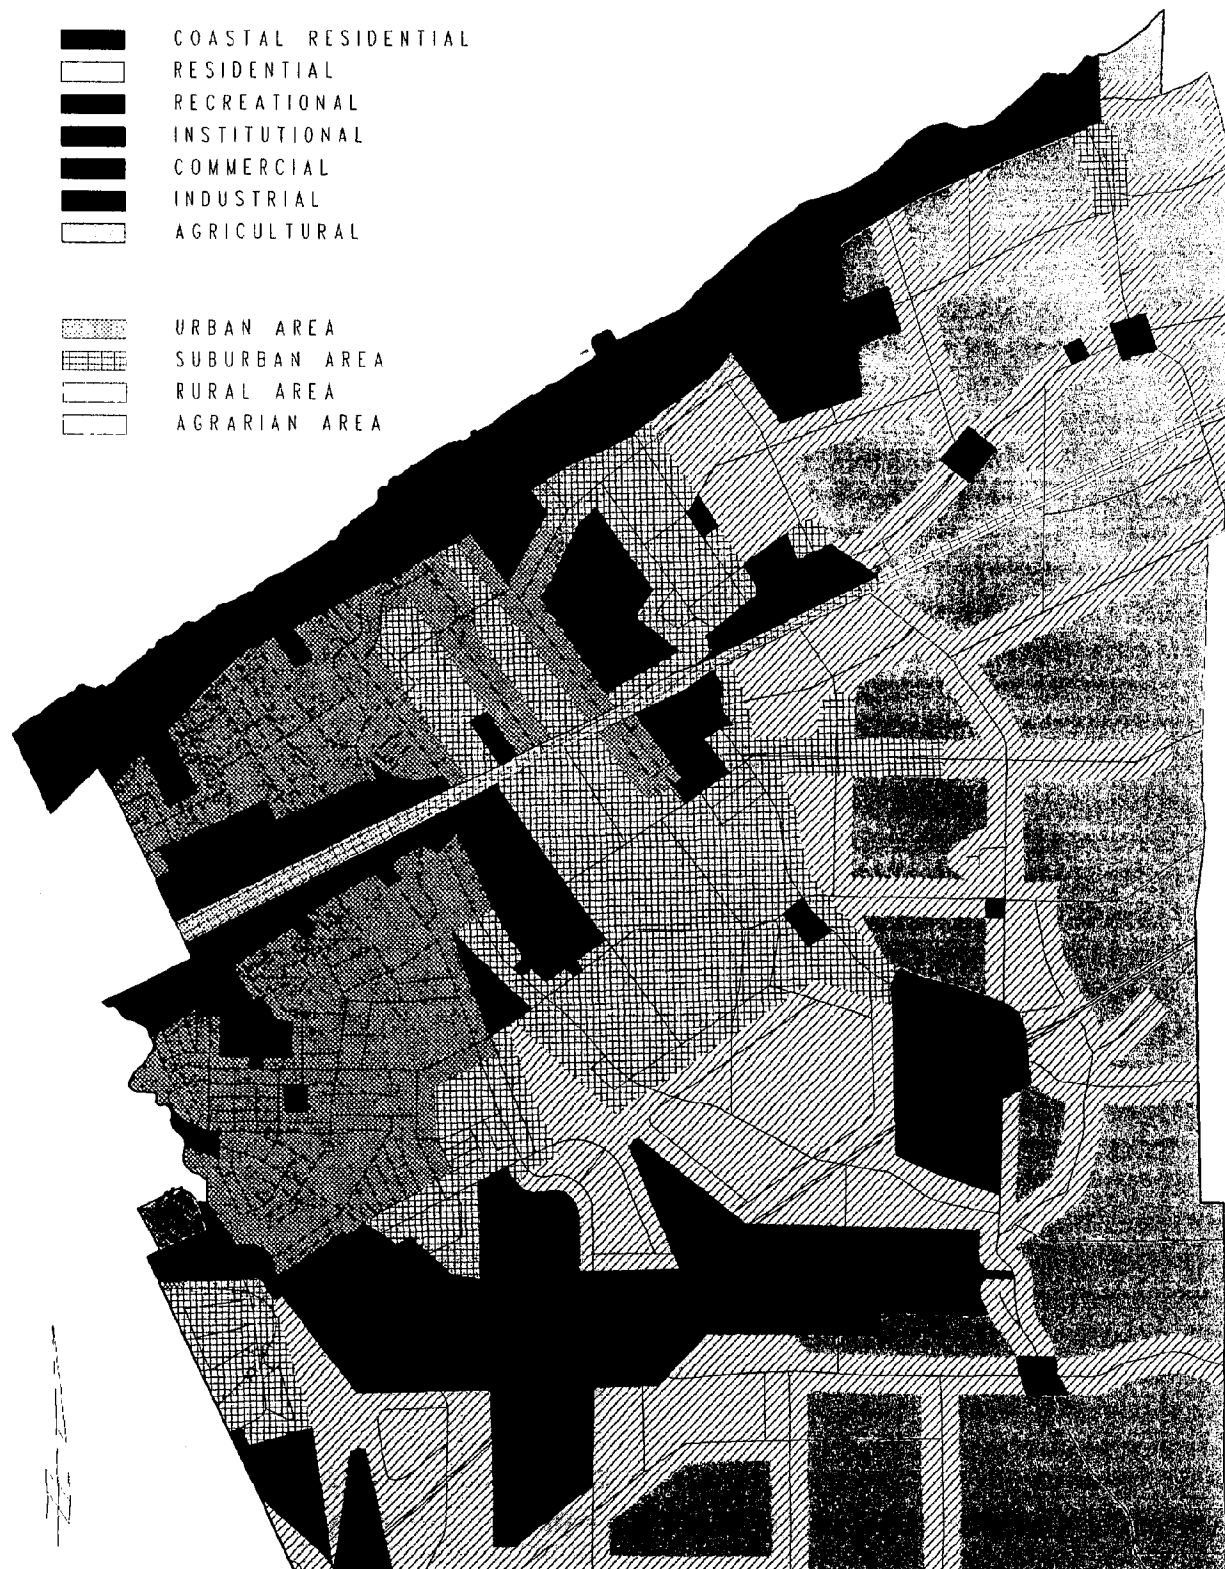 COASTAL RESIDENTIAL
RESIDENTIAL
RECREATIONAL
INSTITUTIONAL
COMMERCIAL
INDUSTRIAL
AGRICULTURAL
URBAN AREA
SUBURBAN AREA
RURAL AREA
AGRARIAN AREA